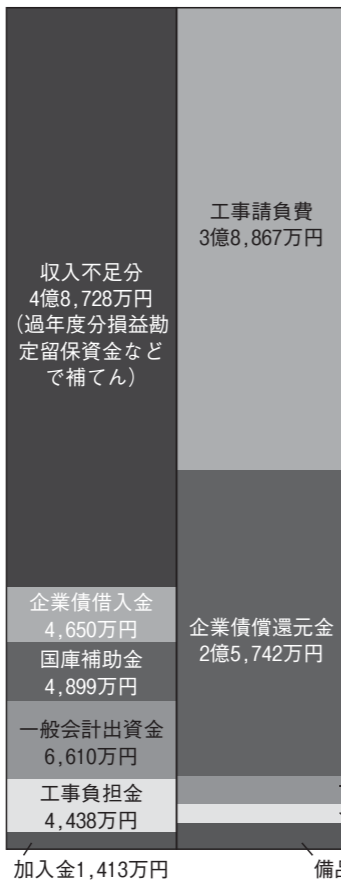 収入不足分
4億8,728万円
（過年度分損益勘
定留保資金など
で補てん）
企業債借入金
4,650万円
国庫補助金
4,899万円
一般会計出資金
6,610万円
工事負担金
4,438万円
加入金1,413万円
工事請負費
3億8,867万円
企業債償還元金
2億5,742万円